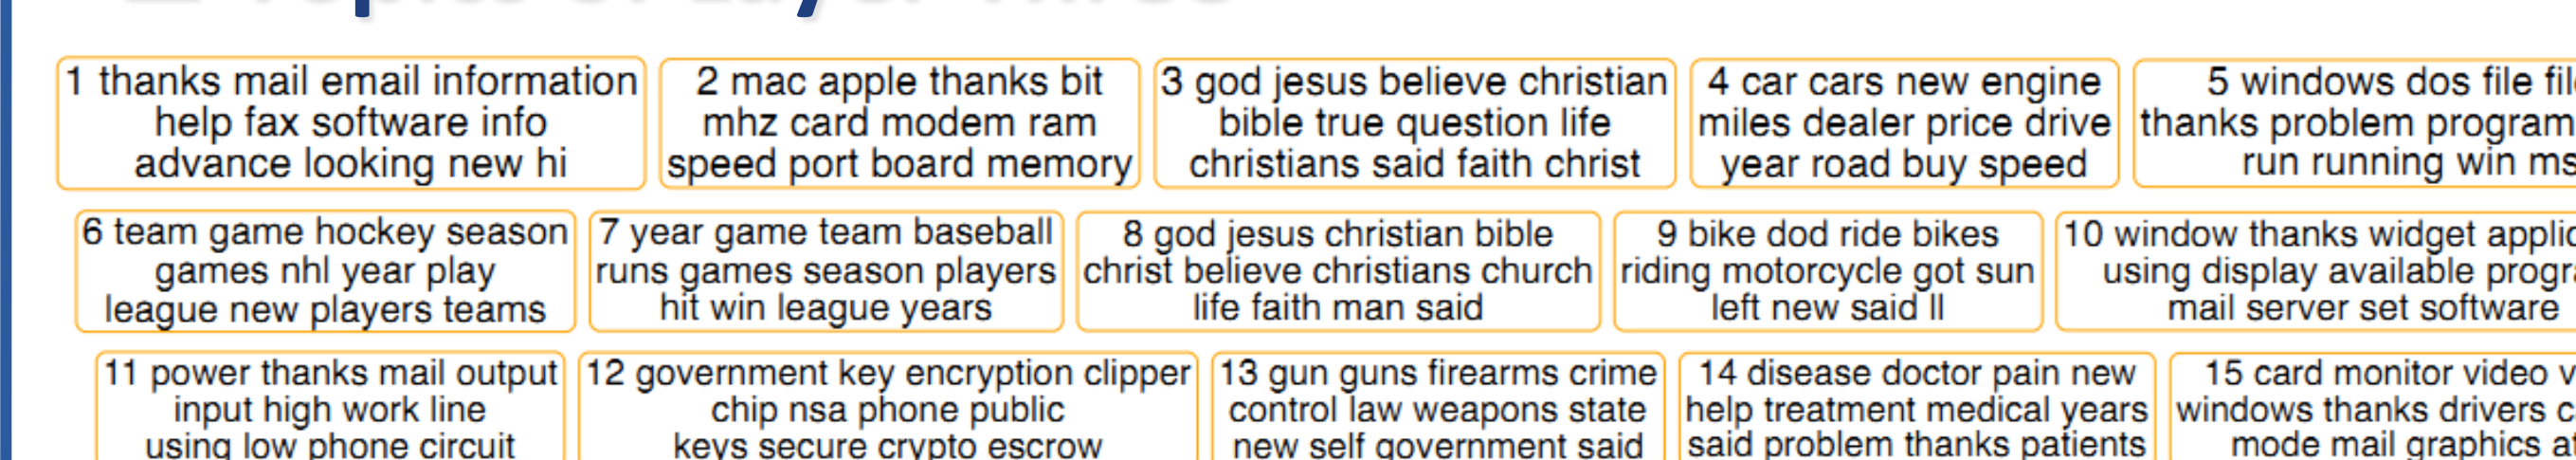 1 thanks mail email information
help fax software info
advance looking new hi
2 mac apple thanks bit
mhz card modem ram
speed port board memory
3 god jesus believe christian
bible true question life
christians said faith christ
4 car cars new engine
miles dealer price drive
year road buy speed
5 windows dos file
thanks problem program
run running win ms
6 team game hockey season
games nhl year play
league new players teams
7 year game team baseball
runs games season players
hit win league years
8 god jesus christian bible
christ believe christians church
life faith man said
9 bike dod ride bikes
riding motorcycle got sun
left new said ll
10 window thanks widget
using display available
mail server set software
11 power thanks mail output
input high work line
using low phone circuit
12 government key encryption clipper
chip nsa phone public
keys secure crypto escrow
13 gun guns firearms crime
control law weapons state
new self government said
14 disease doctor pain new
help treatment medical years
said problem thanks patients
15 card monitor video
windows thanks drivers
mode mail graphics